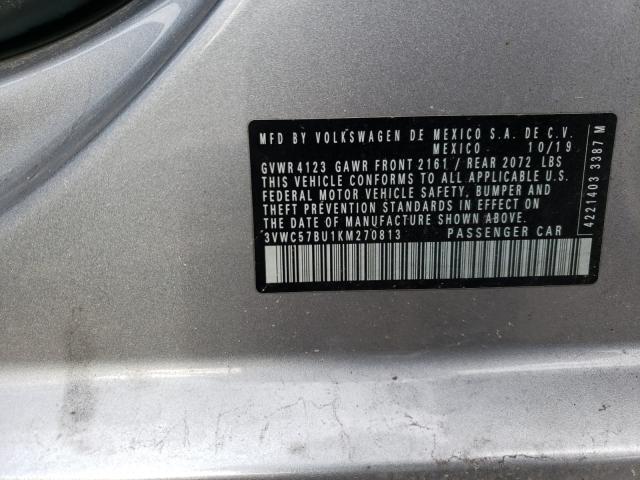 MFD BY VOLKSWAGEN DE MEXICO S.A. DE C.V.
MEXICO 10/19
GVWR 4123 GAWR FRONT 2161 / REAR 2072 LBS
THIS VEHICLE CONFORMS TO ALL APPLICABLE U.S.
FEDERAL MOTOR VEHICLE SAFETY, BUMPER AND
THEFT PREVENTION STANDARDS IN EFFECT ON
THE DATE OF MANUFACTURE SHOWN ABOVE.
3VWC57BU1KM270813 PASSENGER CAR
4221403 3387 M